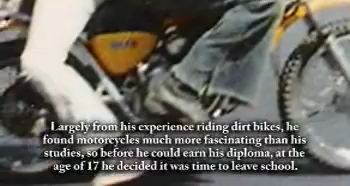 Largely from his experience riding dirt bikes, he
found motorcycles much more fascinating than his
studies, so before he could earn his diploma, at the
age of 17 he decided it was time to leave school.